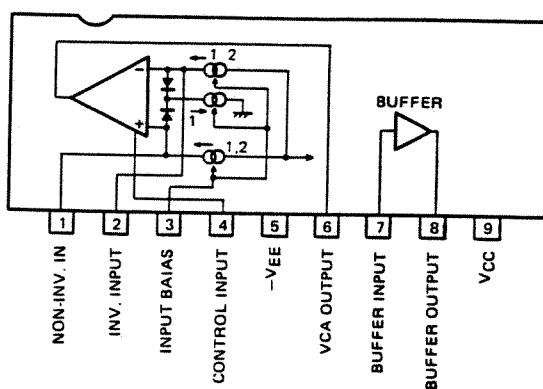 1 2
−
1
+
1,2
BUFFER
1 2 3 4 5 6 7 8 9
NON-INV. IN
INV. INPUT
INPUT BAIAS
CONTROL INPUT
−VEE
VCA OUTPUT
BUFFER INPUT
BUFFER OUTPUT
VCC